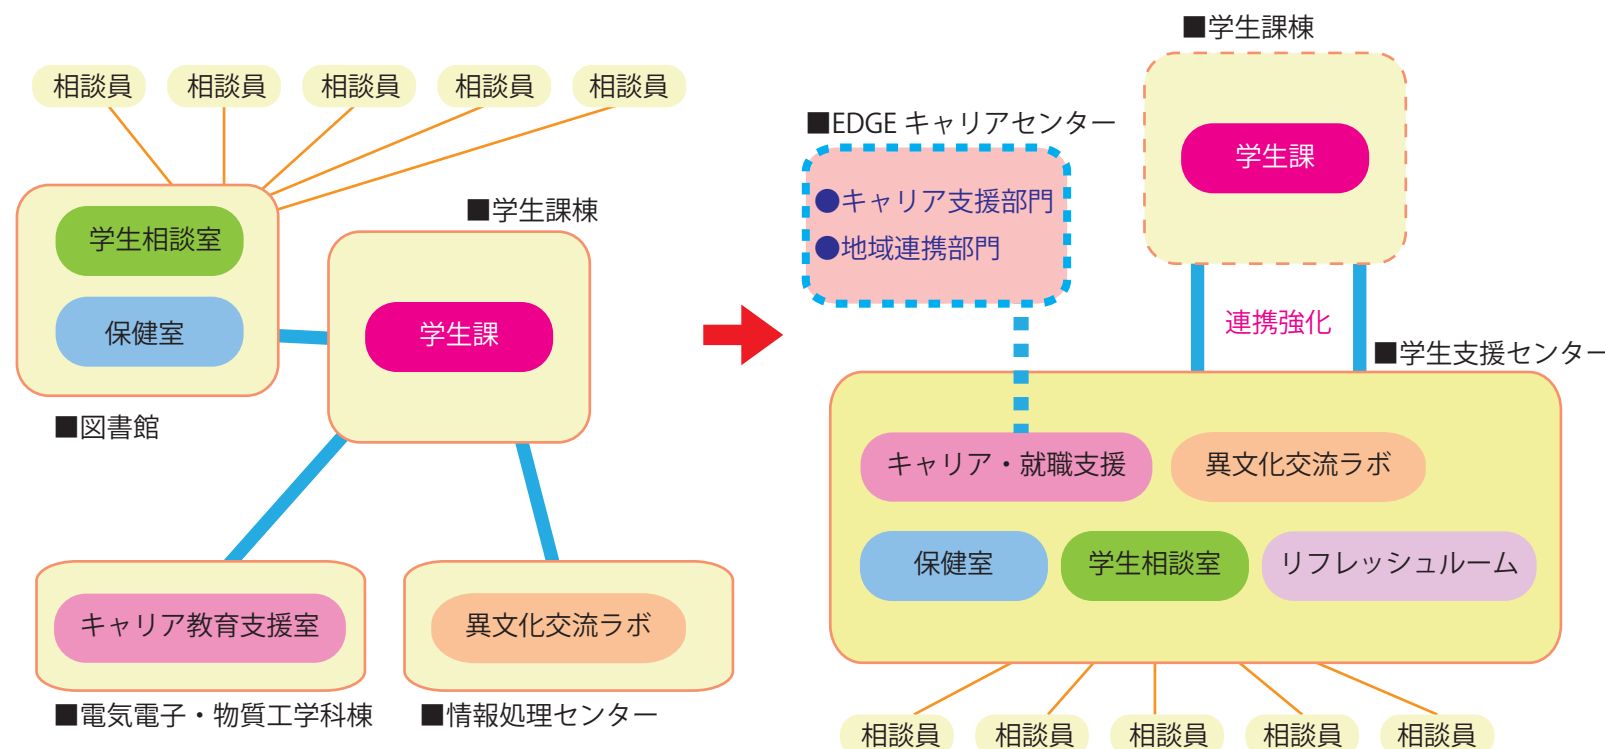 相談員
相談員
相談員
相談員
相談員
学生相談室
保健室
■図書館
■学生課棟
学生課
キャリア教育支援室
■電気電子・物質工学科棟
異文化交流ラボ
■情報処理センター
■EDGE キャリアセンター
●キャリア支援部門
●地域連携部門
■学生課棟
学生課
連携強化
■学生支援センター
キャリア・就職支援
異文化交流ラボ
保健室
学生相談室
リフレッシュルーム
相談員
相談員
相談員
相談員
相談員